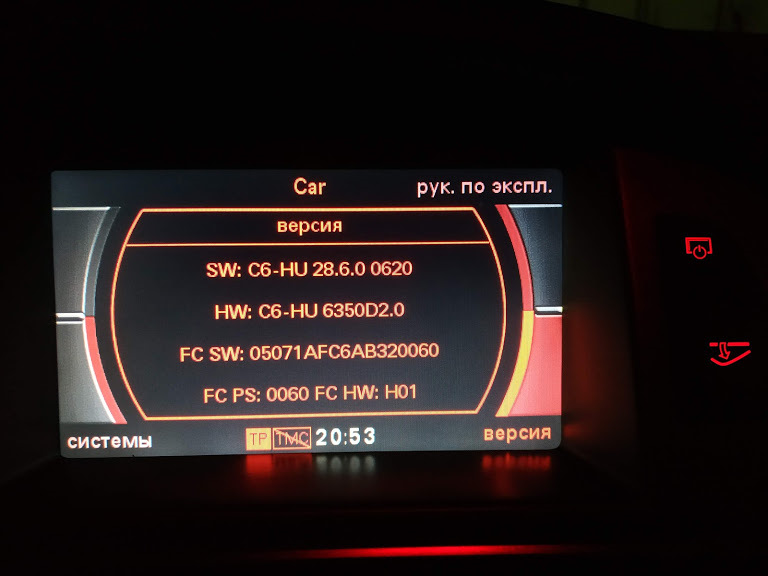 Car рук. по экспл.
версия
SW: C6-HU 28.6.0 0620
HW: C6-HU 6350D2.0
FC SW: 05071AFC6AB320060
FC PS: 0060 FC HW: H01
системы TP TMC 20:53 версия